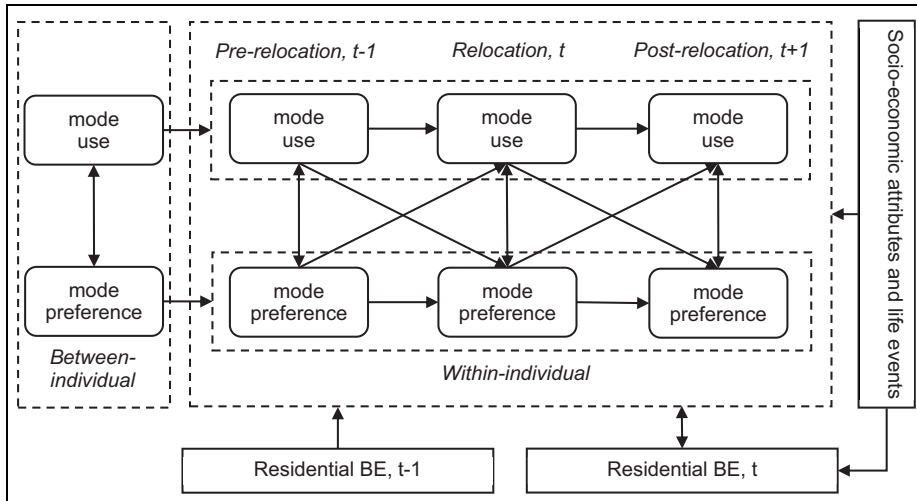 Pre-relocation, t-1
Relocation, t
Post-relocation, t+1
mode
use
mode
use
mode
use
mode
use
mode
preference
mode
preference
mode
preference
mode
preference
Between-
individual
Within-individual
Residential BE, t-1
Residential BE, t
Socio-economic attributes and life events